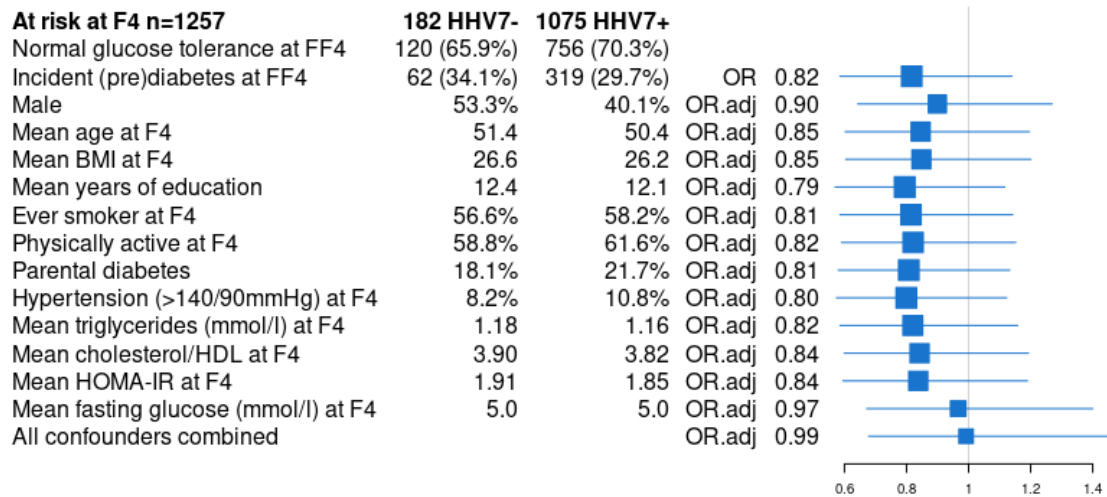 At risk at F4 n=1257 182 HHV7- 1075 HHV7+
Normal glucose tolerance at FF4 120 (65.9%) 756 (70.3%)
Incident (pre)diabetes at FF4 62 (34.1%) 319 (29.7%) OR 0.82
Male 53.3% 40.1% OR.adj 0.90
Mean age at F4 51.4 50.4 OR.adj 0.85
Mean BMI at F4 26.6 26.2 OR.adj 0.85
Mean years of education 12.4 12.1 OR.adj 0.79
Ever smoker at F4 56.6% 58.2% OR.adj 0.81
Physically active at F4 58.8% 61.6% OR.adj 0.82
Parental diabetes 18.1% 21.7% OR.adj 0.81
Hypertension (>140/90mmHg) at F4 8.2% 10.8% OR.adj 0.80
Mean triglycerides (mmol/l) at F4 1.18 1.16 OR.adj 0.82
Mean cholesterol/HDL at F4 3.90 3.82 OR.adj 0.84
Mean HOMA-IR at F4 1.91 1.85 OR.adj 0.84
Mean fasting glucose (mmol/l) at F4 5.0 5.0 OR.adj 0.97
All confounders combined OR.adj 0.99
0.6 0.8 1 1.2 1.4